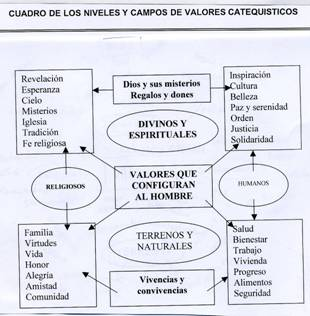 CUADRO DE LOS NIVELES Y CAMPOS DE VALORES CATEQUISTICOS
Revelación
Esperanza
Cielo
Misterios
Iglesia
Tradición
Fe religiosa
Dios y sus misterios
Regalos y dones
Inspiración
Cultura
Belleza
Paz y serenidad
Orden
Justicia
Solidaridad
DIVINOS Y
ESPIRITUALES
RELIGIOSOS
VALORES QUE
CONFIGURAN
AL HOMBRE
HUMANOS
TERRENOS Y
NATURALES
Familia
Virtudes
Vida
Honor
Alegría
Amistad
Comunidad
Vivencias y
convivencias
Salud
Bienestar
Trabajo
Vivienda
Progreso
Alimentos
Seguridad